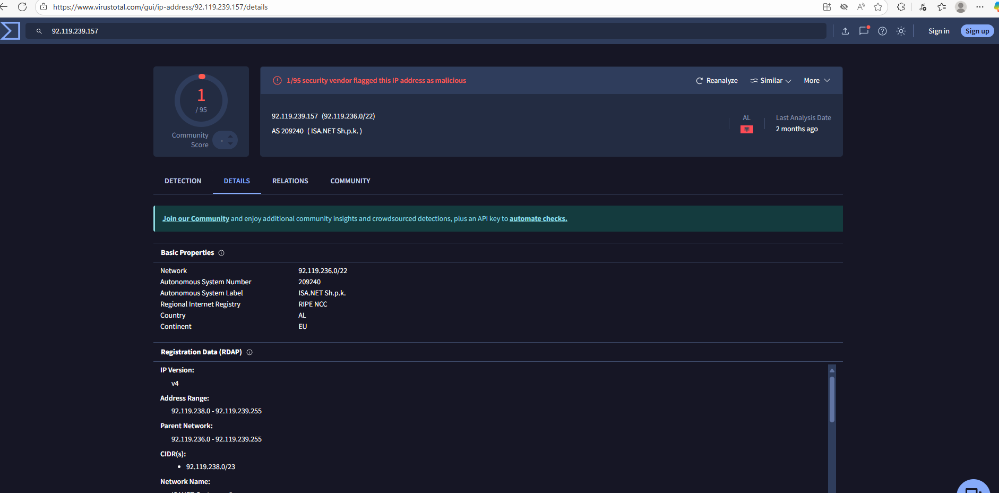 https://www.virustotal.com/gui/ip-address/92.119.239.157/details
92.119.239.157
Sign in
Sign up
1
/ 95
Community
Score
1/95 security vendor flagged this IP address as malicious
Reanalyze
Similar
More
92.119.239.157 (92.119.236.0/22)
AS 209240 ( ISA.NET Sh.p.k. )
AL
Last Analysis Date
2 months ago
DETECTION
DETAILS
RELATIONS
COMMUNITY
Join our Community and enjoy additional community insights and crowdsourced detections, plus an API key to automate checks.
Basic Properties
Network 92.119.236.0/22
Autonomous System Number 209240
Autonomous System Label ISA.NET Sh.p.k.
Regional Internet Registry RIPE NCC
Country AL
Continent EU
Registration Data (RDAP)
IP Version:
v4
Address Range:
92.119.238.0 - 92.119.239.255
Parent Network:
92.119.236.0 - 92.119.239.255
CIDR(s):
• 92.119.238.0/23
Network Name: